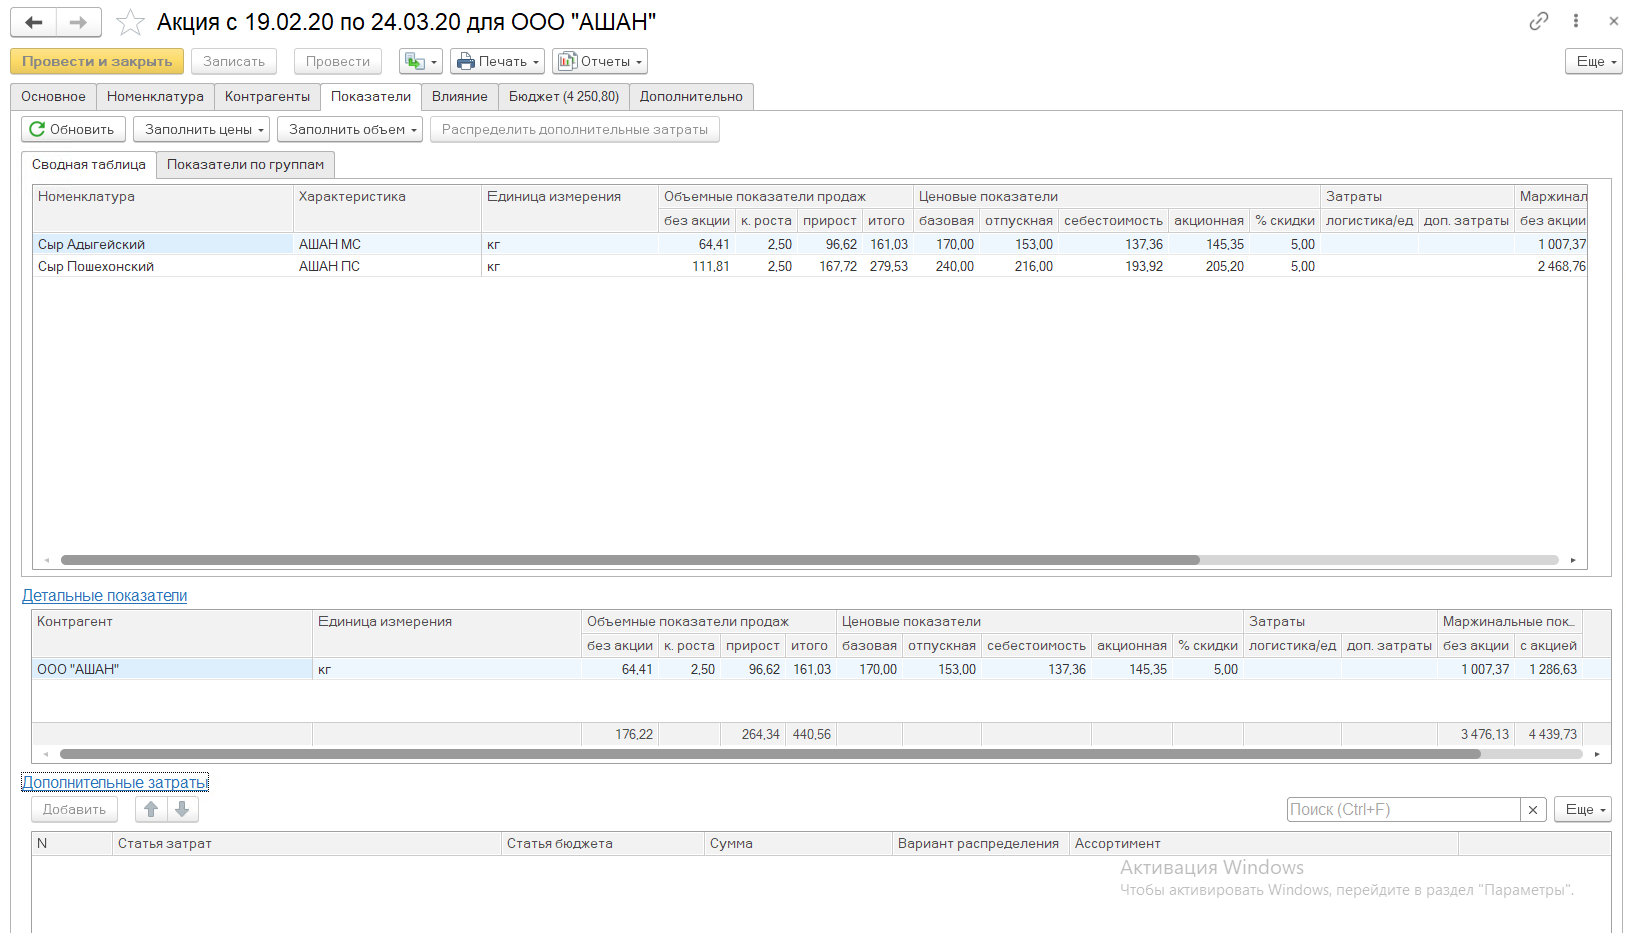 Акция с 19.02.20 по 24.03.20 для ООО "АШАН"
Провести и закрыть Записать Провести Печать Отчеты Еще
Основное Номенклатура Контрагенты Показатели Влияние Бюджет (4 250,80) Дополнительно
Обновить Заполнить цены Заполнить объем Распределить дополнительные затраты
Сводная таблица Показатели по группам
Номенклатура Характеристика Единица измерения Объемные показатели продаж Ценовые показатели Затраты Маржинал
без акции к. роста прирост итого базовая отпускная себестоимость акционная % скидки логистика/ед доп. затраты без акции
Сыр Адыгейский АШАН МС кг 64,41 2,50 96,62 161,03 170,00 153,00 137,36 145,35 5,00 1 007,37
Сыр Пошехонский АШАН ПС кг 111,81 2,50 167,72 279,53 240,00 216,00 193,92 205,20 5,00 2 468,76
Детальные показатели
Контрагент Единица измерения Объемные показатели продаж Ценовые показатели Затраты Маржинальные пок...
без акции к. роста прирост итого базовая отпускная себестоимость акционная % скидки логистика/ед доп. затраты без акции с акцией
ООО "АШАН" кг 64,41 2,50 96,62 161,03 170,00 153,00 137,36 145,35 5,00 1 007,37 1 286,63
176,22 264,34 440,56 3 476,13 4 439,73
Дополнительные затраты
Добавить Поиск (Ctrl+F) × Еще
N Статья затрат Статья бюджета Сумма Вариант распределения Ассортимент
Активация Windows
Чтобы активировать Windows, перейдите в раздел "Параметры".